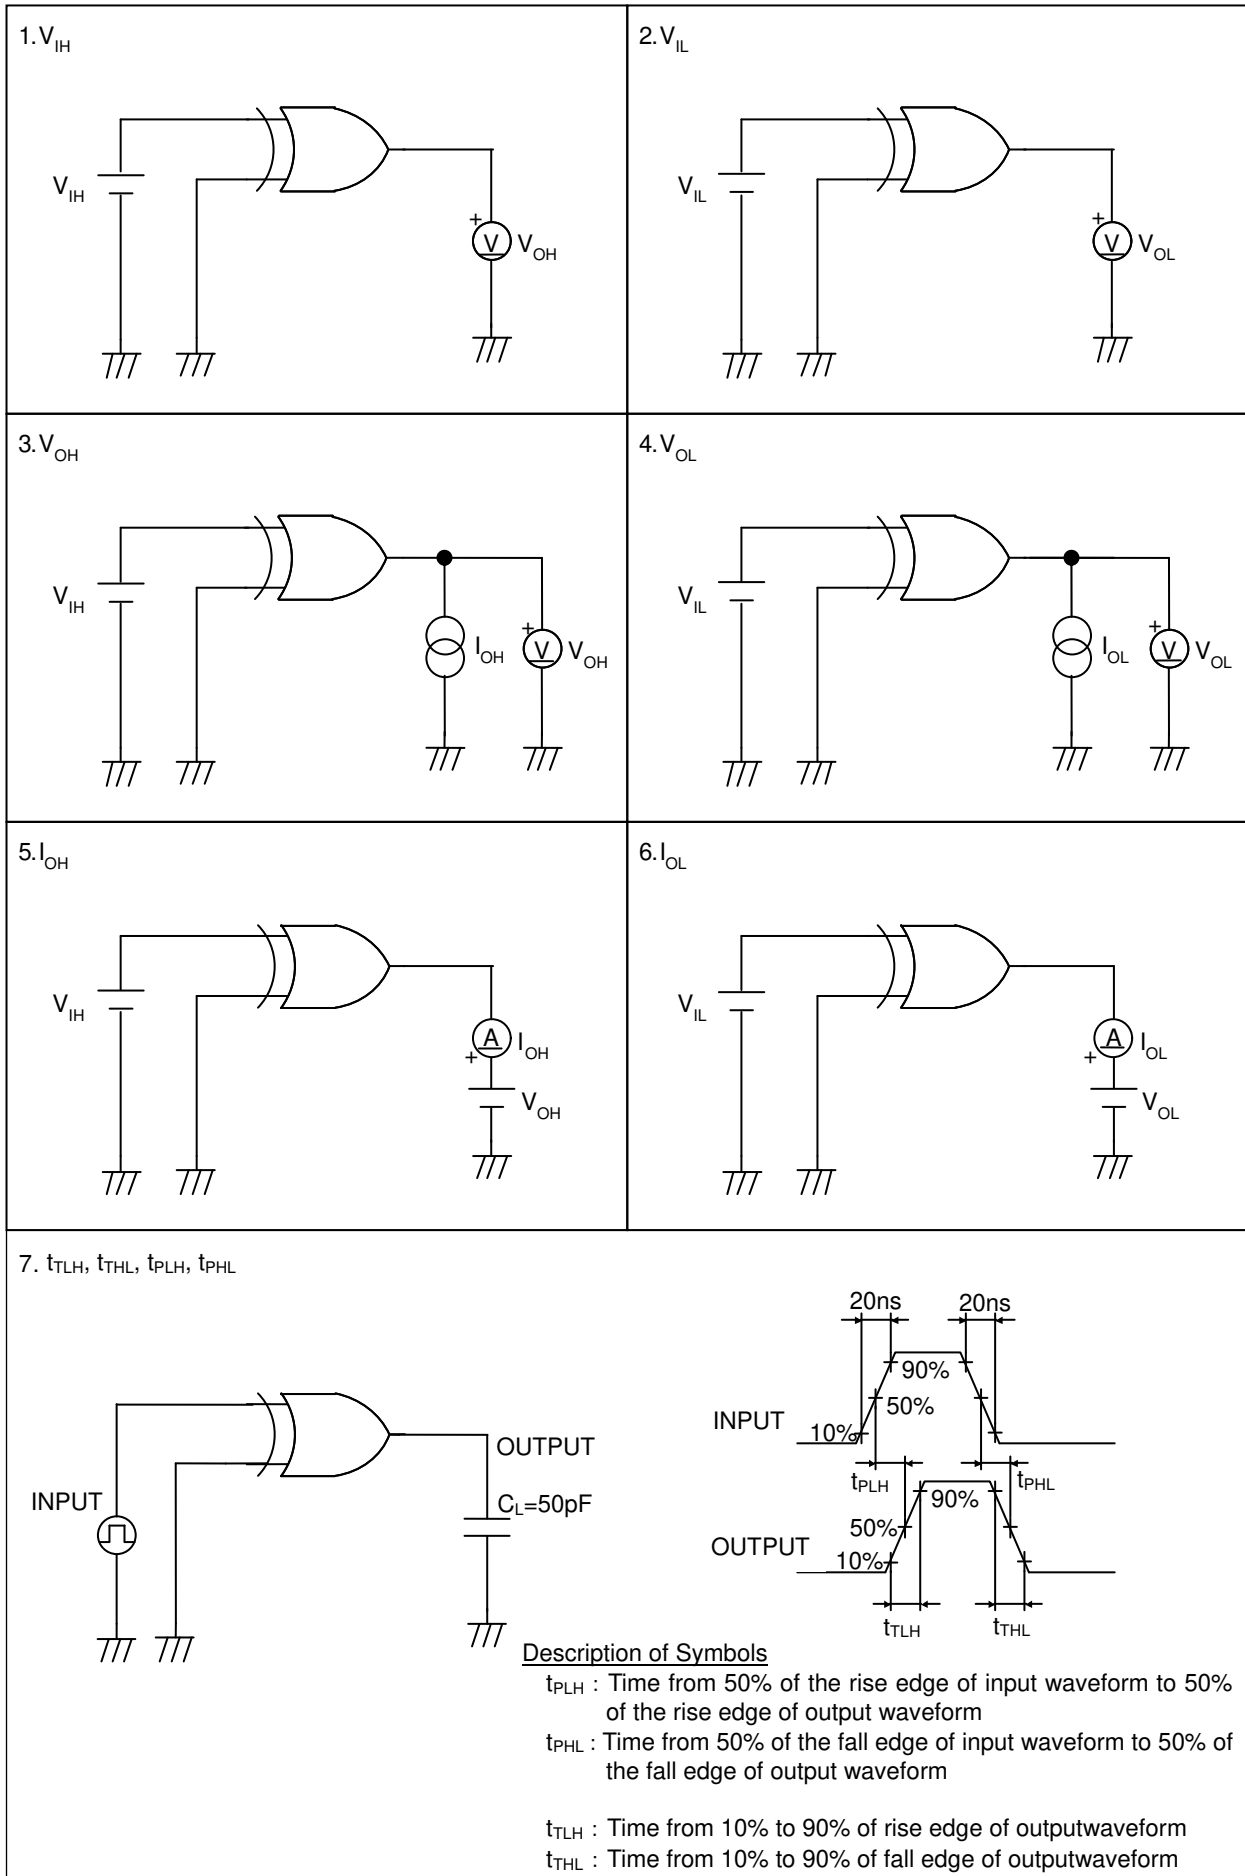 1.VIH
VIH
+
V
VOH
2.VIL
VIL
+
V
VOL
3.VOH
VIH
IOH
+
V
VOH
4.VOL
VIL
IOL
+
V
VOL
5.IOH
VIH
A
IOH
+
VOH
6.IOL
VIL
A
IOL
+
VOL
7. tTLH, tTHL, tPLH, tPHL
INPUT
OUTPUT
CL=50pF
20ns 20ns
90%
50%
INPUT
10%
tPLH tPHL
90%
50%
OUTPUT
10%
tTLH tTHL
Description of Symbols
tPLH : Time from 50% of the rise edge of input waveform to 50%
of the rise edge of output waveform
tPHL : Time from 50% of the fall edge of input waveform to 50% of
the fall edge of output waveform
tTLH : Time from 10% to 90% of rise edge of outputwaveform
tTHL : Time from 10% to 90% of fall edge of outputwaveform